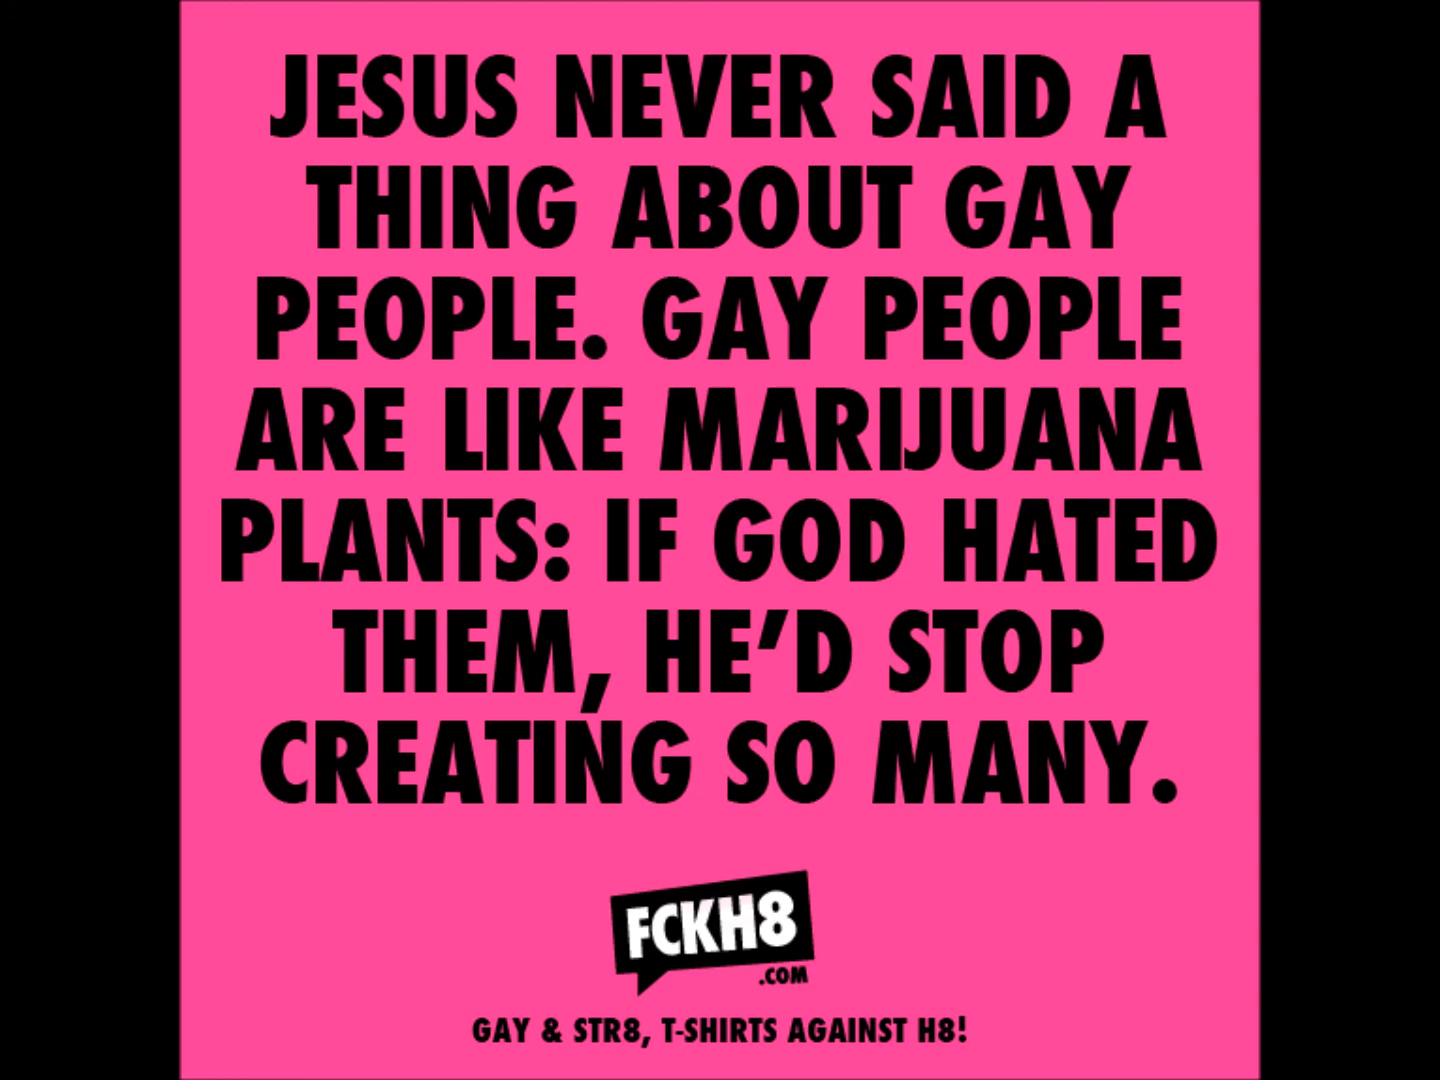 JESUS NEVER SAID A
THING ABOUT GAY
PEOPLE. GAY PEOPLE
ARE LIKE MARIJUANA
PLANTS: IF GOD HATED
THEM, HE’D STOP
CREATING SO MANY.
FCKH8
.COM
GAY & STR8, T-SHIRTS AGAINST H8!